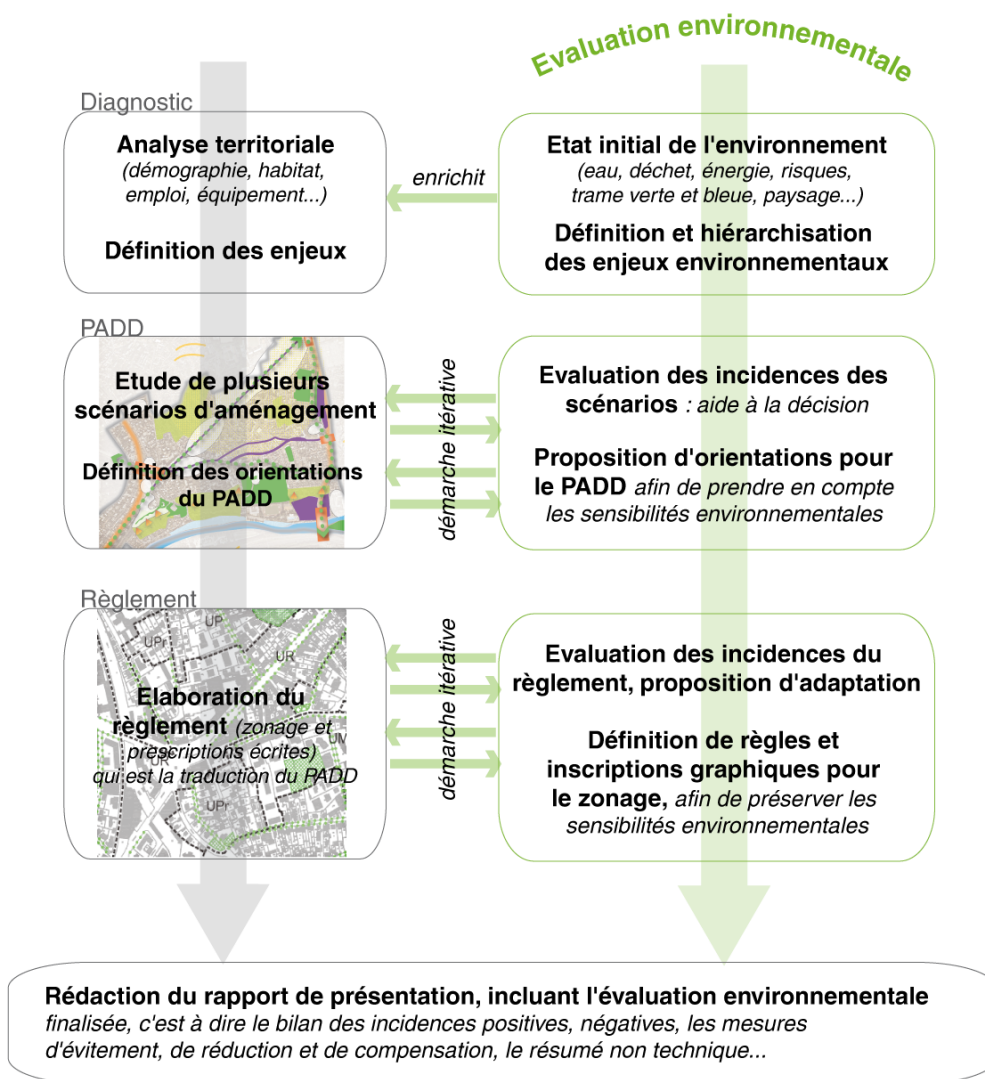 Evaluation environnementale
Diagnostic
Analyse territoriale
(démographie, habitat,
emploi, équipement...)
Définition des enjeux
enrichit
Etat initial de l'environnement
(eau, déchet, énergie, risques,
trame verte et bleue, paysage...)
Définition et hiérarchisation
des enjeux environnementaux
PADD
Etude de plusieurs
scénarios d'aménagement
Définition des orientations
du PADD
démarche itérative
Evaluation des incidences des
scénarios : aide à la décision
Proposition d'orientations pour
le PADD afin de prendre en compte
les sensibilités environnementales
Règlement
UP
UPr
UR
Elaboration du
règlement (zonage et
prescriptions écrites)
qui est la traduction du PADD
UR
UM
UPr
démarche itérative
Evaluation des incidences du
règlement, proposition d'adaptation
Définition de règles et
inscriptions graphiques pour
le zonage, afin de préserver les
sensibilités environnementales
Rédaction du rapport de présentation, incluant l'évaluation environnementale
finalisée, c'est à dire le bilan des incidences positives, négatives, les mesures
d'évitement, de réduction et de compensation, le résumé non technique...